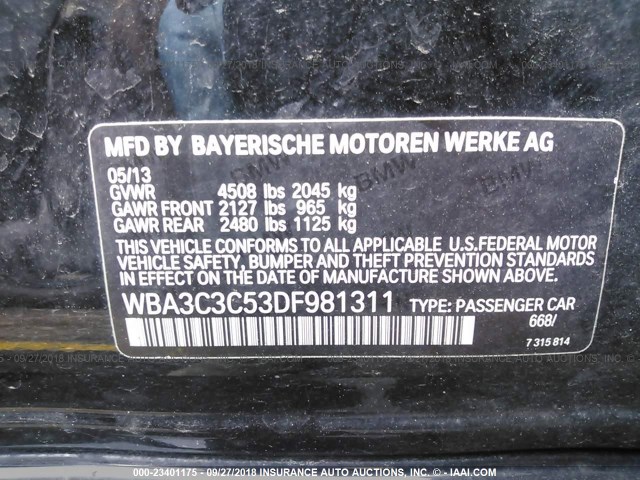 MFD BY BAYERISCHE MOTOREN WERKE AG
05/13
GVWR 4508 lbs 2045 kg
GAWR FRONT 2127 lbs 965 kg
GAWR REAR 2480 lbs 1125 kg
THIS VEHICLE CONFORMS TO ALL APPLICABLE U.S.FEDERAL MOTOR
VEHICLE SAFETY, BUMPER AND THEFT PREVENTION STANDARDS
IN EFFECT ON THE DATE OF MANUFACTURE SHOWN ABOVE.
WBA3C3C53DF981311 TYPE: PASSENGER CAR
668/
7 315 814
000-23401175 - 09/27/2018 - INSURANCE AUTO AUCTIONS, INC. - © - IAAI.COM